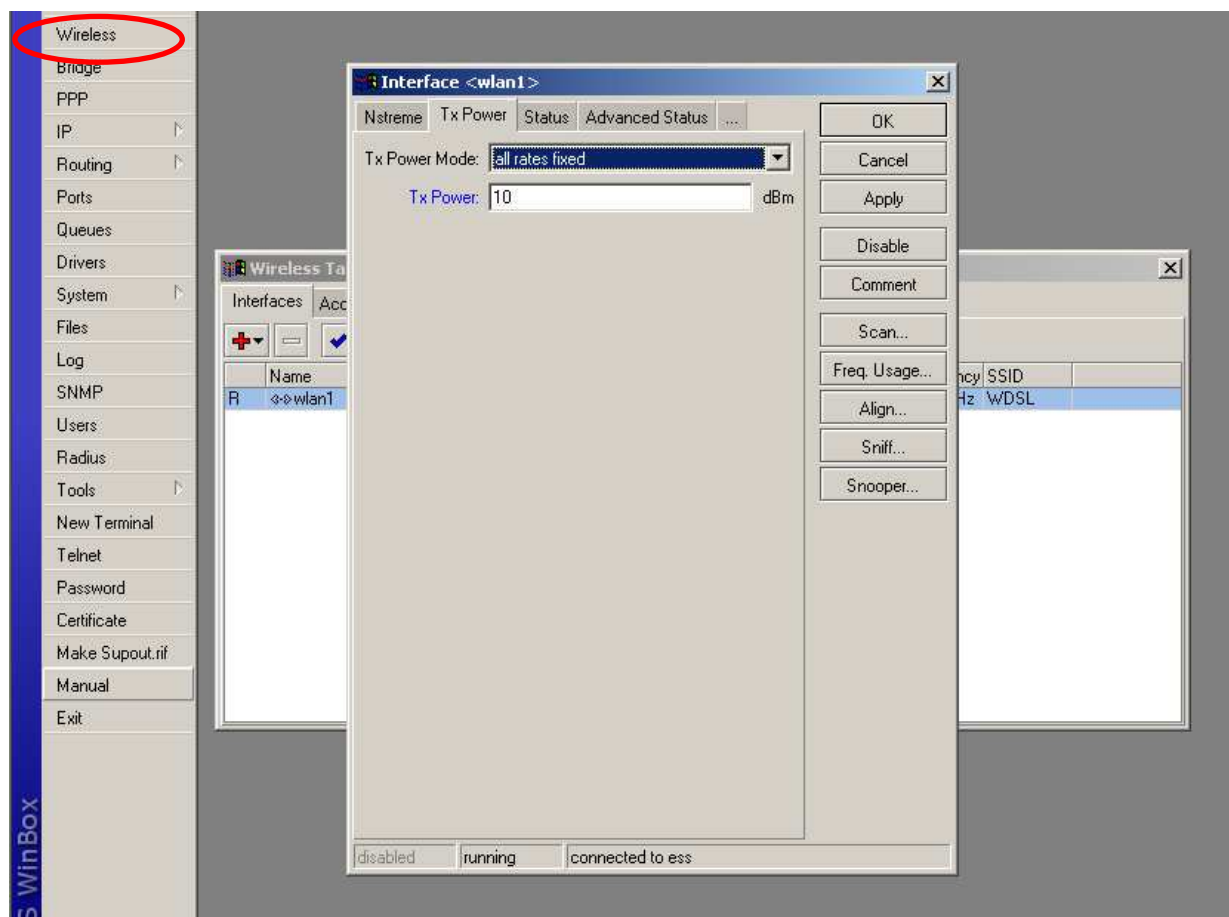 Wireless
Bridge
PPP
IP
Routing
Ports
Queues
Drivers
System
Files
Log
SNMP
Users
Radius
Tools
New Terminal
Telnet
Password
Certificate
Make Supout.rif
Manual
Exit
WinBox
Interface <wlan1>
Nstreme Tx Power Status Advanced Status ...
Tx Power Mode: all rates fixed
Tx Power: 10 dBm
OK
Cancel
Apply
Disable
Comment
Scan...
Freq. Usage...
Align...
Sniff...
Snooper...
disabled running connected to ess
Wireless Ta
Interfaces Acc
Name ncy SSID
R wlan1 Hz WDSL